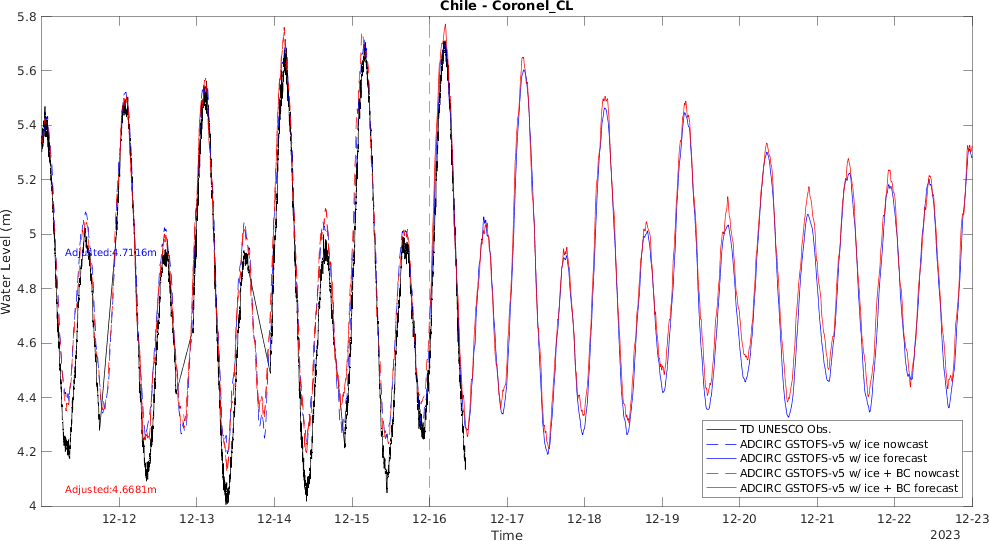 Chile - Coronel_CL
Water Level (m)
5.8
5.6
5.4
5.2
5
4.8
4.6
4.4
4.2
4
Adjusted:4.7116m
Adjusted:4.6681m
TD UNESCO Obs.
ADCIRC GSTOFS-v5 w/ ice nowcast
ADCIRC GSTOFS-v5 w/ ice forecast
ADCIRC GSTOFS-v5 w/ ice + BC nowcast
ADCIRC GSTOFS-v5 w/ ice + BC forecast
12-12 12-13 12-14 12-15 12-16 12-17 12-18 12-19 12-20 12-21 12-22 12-23
Time
2023